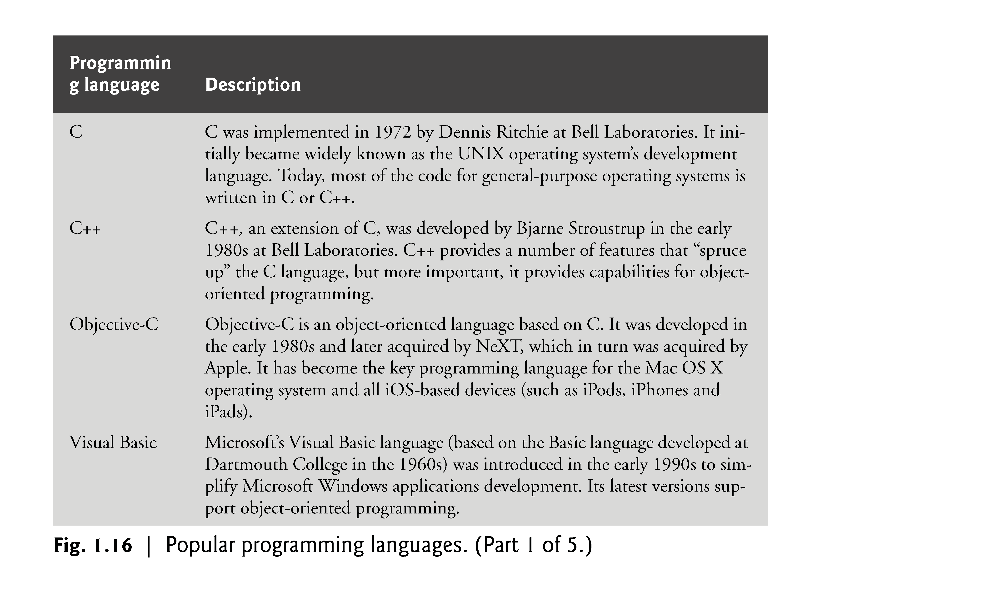 Programmin
g language Description
C C was implemented in 1972 by Dennis Ritchie at Bell Laboratories. It ini-
tially became widely known as the UNIX operating system’s development
language. Today, most of the code for general-purpose operating systems is
written in C or C++.
C++ C++, an extension of C, was developed by Bjarne Stroustrup in the early
1980s at Bell Laboratories. C++ provides a number of features that “spruce
up” the C language, but more important, it provides capabilities for object-
oriented programming.
Objective-C Objective-C is an object-oriented language based on C. It was developed in
the early 1980s and later acquired by NeXT, which in turn was acquired by
Apple. It has become the key programming language for the Mac OS X
operating system and all iOS-based devices (such as iPods, iPhones and
iPads).
Visual Basic Microsoft’s Visual Basic language (based on the Basic language developed at
Dartmouth College in the 1960s) was introduced in the early 1990s to sim-
plify Microsoft Windows applications development. Its latest versions sup-
port object-oriented programming.
Fig. 1.16 | Popular programming languages. (Part 1 of 5.)